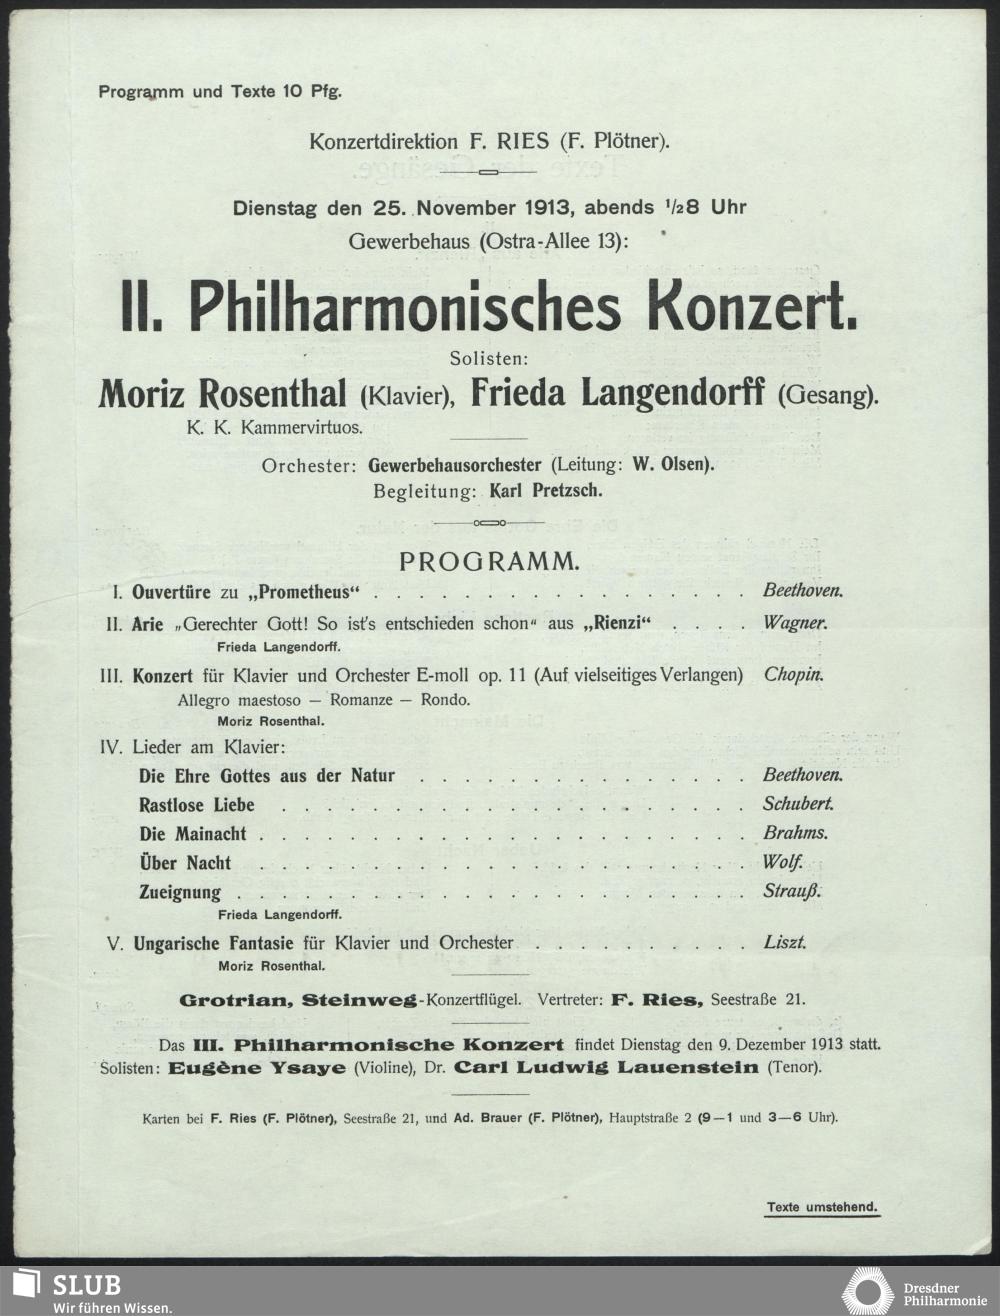 Programm und Texte 10 Pfg.
Konzertdirektion F. RIES (F. Plötner).
Dienstag den 25. November 1913, abends ½8 Uhr
Gewerbehaus (Ostra-Allee 13):
II. Philharmonisches Konzert.
Solisten:
Moriz Rosenthal (Klavier), Frieda Langendorff (Gesang).
K. K. Kammervirtuos.
Orchester: Gewerbehausorchester (Leitung: W. Olsen).
Begleitung: Karl Pretzsch.
PROGRAMM.
I. Ouvertüre zu „Prometheus“ . . . . . . . . . . . . . . . . . Beethoven.
II. Arie „Gerechter Gott! So ist's entschieden schon“ aus „Rienzi“ . . . . Wagner.
Frieda Langendorff.
III. Konzert für Klavier und Orchester E-moll op. 11 (Auf vielseitiges Verlangen) Chopin.
Allegro maestoso — Romanze — Rondo.
Moriz Rosenthal.
IV. Lieder am Klavier:
Die Ehre Gottes aus der Natur . . . . . . . . . . . . . . . Beethoven.
Rastlose Liebe . . . . . . . . . . . . . . . . . . . . . Schubert.
Die Mainacht . . . . . . . . . . . . . . . . . . . . . . Brahms.
Über Nacht . . . . . . . . . . . . . . . . . . . . . . Wolf.
Zueignung . . . . . . . . . . . . . . . . . . . . . . . Strauß.
Frieda Langendorff.
V. Ungarische Fantasie für Klavier und Orchester . . . . . . . . . . Liszt.
Moriz Rosenthal.
Grotrian, Steinweg-Konzertflügel. Vertreter: F. Ries, Seestraße 21.
Das III. Philharmonische Konzert findet Dienstag den 9. Dezember 1913 statt.
Solisten: Eugène Ysaye (Violine), Dr. Carl Ludwig Lauenstein (Tenor).
Karten bei F. Ries (F. Plötner), Seestraße 21, und Ad. Brauer (F. Plötner), Hauptstraße 2 (9—1 und 3—6 Uhr).
Texte umstehend.
SLUB
Wir führen Wissen.
Dresdner
Philharmonie